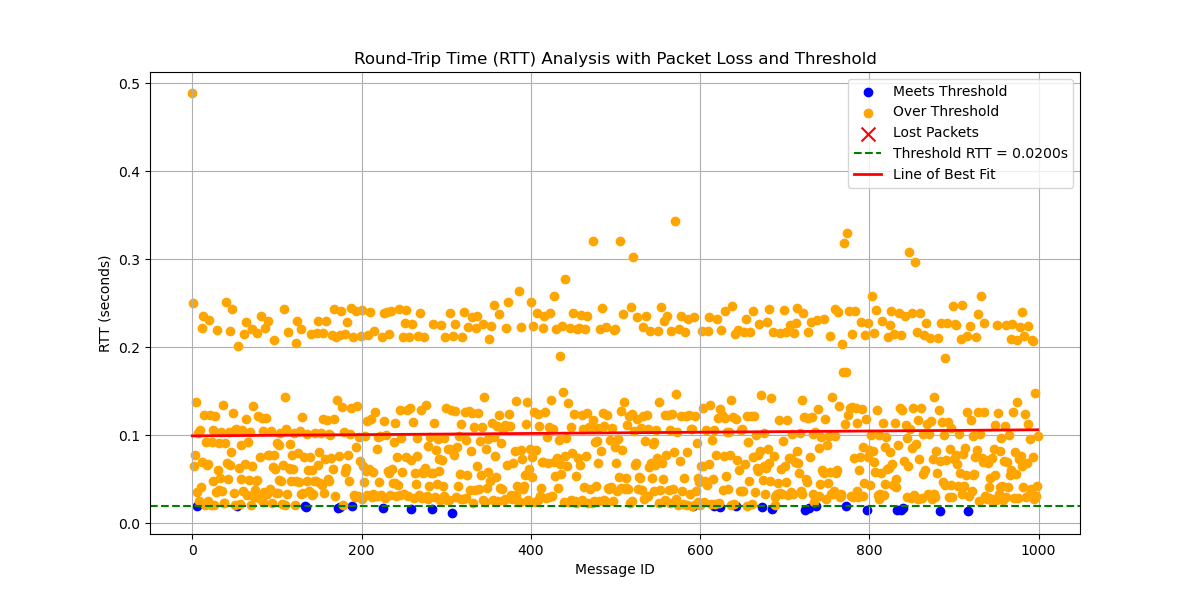 Round-Trip Time (RTT) Analysis with Packet Loss and Threshold
0.5
0.4
0.3
0.2
0.1
0.0
RTT (seconds)
Meets Threshold
Over Threshold
Lost Packets
Threshold RTT = 0.0200s
Line of Best Fit
0
200
400
600
800
1000
Message ID